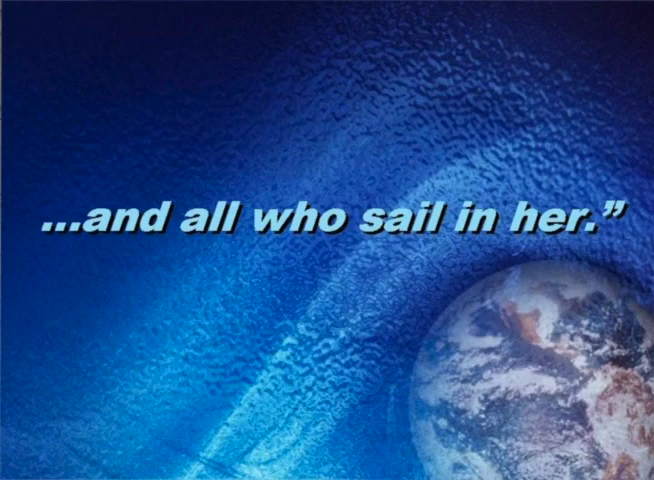 ...and all who sail in her.”